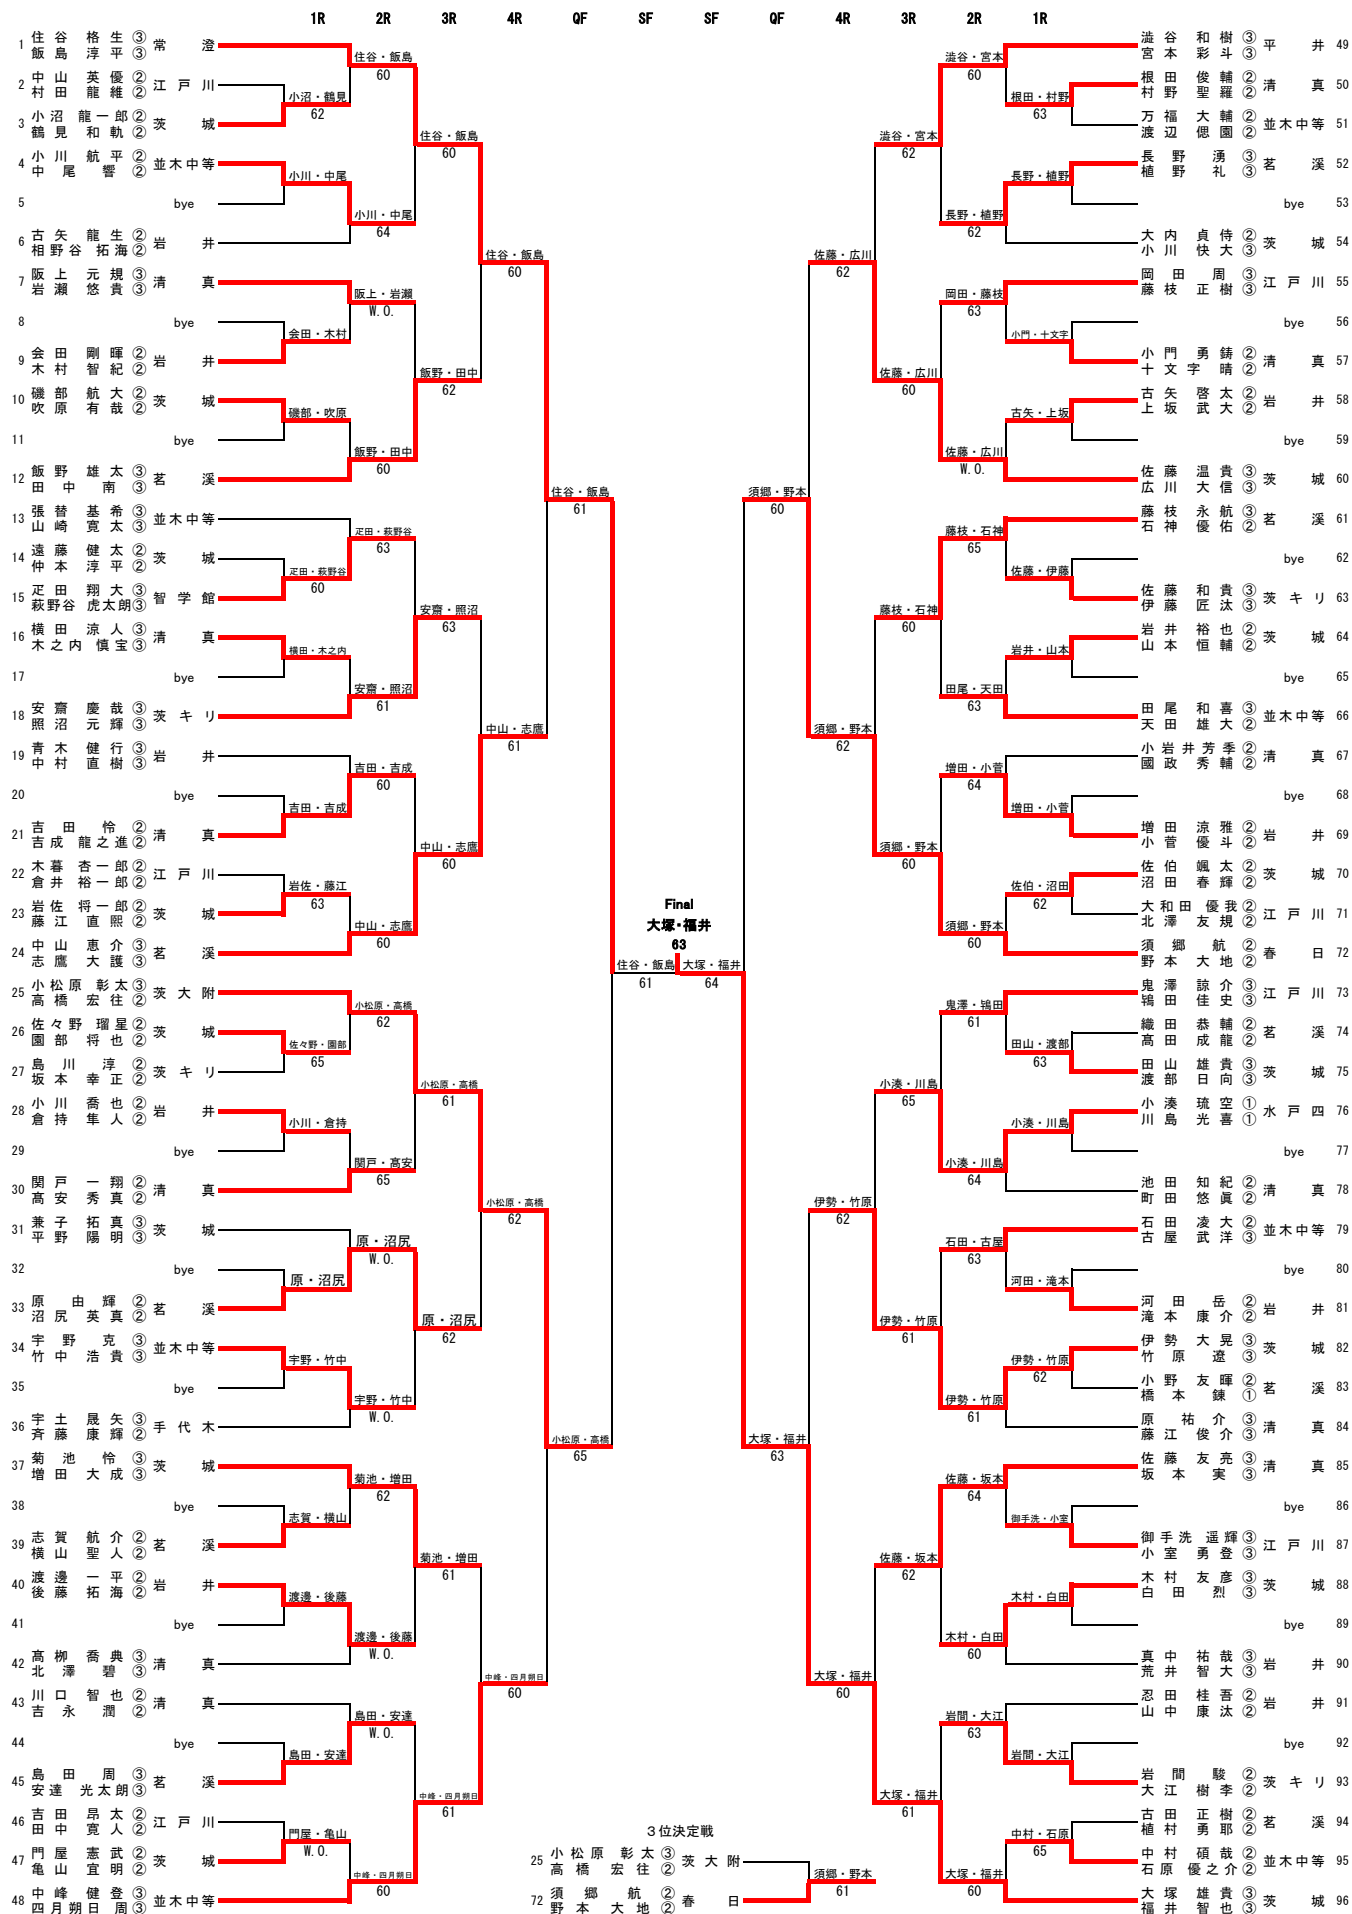 1R 2R 3R 4R QF SF SF QF 4R 3R 2R 1R
1 住谷 格生 ③ 飯島 淳平 ③ 常澄
2 中山 英優 ② 村田 龍維 ② 江戸川
3 小沼 龍一郎 ② 鶴見 和軌 ② 茨城
4 小川 航平 ② 中尾 響 ② 並木中等
5 bye
6 古矢 龍生 ② 相野谷 拓海 ② 岩井
7 阪上 元規 ③ 岩瀬 悠貴 ③ 清真
8 bye
9 会田 剛暉 ② 木村 智紀 ② 岩井
10 磯部 航大 ② 吹原 有哉 ② 茨城
11 bye
12 飯野 雄太 ③ 田中 南 ③ 茗溪
13 張替 基希 ③ 山崎 寛太 ③ 並木中等
14 遠藤 健太 ② 仲本 淳平 ② 茨城
15 疋田 翔大 ③ 萩野谷 虎太朗 ③ 智学館
16 横田 涼人 ③ 木之内 慎宝 ③ 清真
17 bye
18 安齋 慶哉 ③ 照沼 元輝 ③ 茨キリ
19 青木 健行 ③ 中村 直樹 ③ 岩井
20 bye
21 吉田 怜 ② 吉成 龍之進 ② 清真
22 木暮 杏一郎 ② 倉井 裕一郎 ② 江戸川
23 岩佐 将一郎 ② 藤江 直熙 ② 茨城
24 中山 恵介 ③ 志鷹 大護 ③ 茗溪
25 小松原 彰太 ③ 高橋 宏往 ② 茨大附
26 佐々野 瑠星 ② 園部 将也 ② 茨城
27 島川 淳 ② 坂本 幸正 ② 茨キリ
28 小川 喬也 ② 倉持 隼人 ② 岩井
29 bye
30 関戸 一翔 ② 髙安 秀真 ② 清真
31 兼子 拓真 ③ 平野 陽明 ③ 茨城
32 bye
33 原 由輝 ② 沼尻 英真 ② 茗溪
34 宇野 克 ③ 竹中 浩貴 ③ 並木中等
35 bye
36 宇土 晟矢 ③ 斉藤 康輝 ② 手代木
37 菊池 怜 ③ 増田 大成 ③ 茨城
38 bye
39 志賀 航介 ② 横山 聖人 ② 茗溪
40 渡邊 一平 ② 後藤 拓海 ② 岩井
41 bye
42 髙栁 喬典 ③ 北澤 碧 ③ 清真
43 川口 智也 ② 吉永 潤 ② 清真
44 bye
45 島田 周 ③ 安達 光太朗 ③ 茗溪
46 吉田 昂太 ② 田中 寛人 ② 江戸川
47 門屋 憲武 ② 亀山 宜明 ② 茨城
48 中峰 健登 ③ 四月朔日 周 ③ 並木中等
小沼・鶴見 62
小川・中尾
会田・木村
磯部・吹原
疋田・萩野谷 60
横田・木之内
吉田・吉成
岩佐・藤江 63
佐々野・園部 65
小川・倉持
原・沼尻
宇野・竹中
志賀・横山
渡邊・後藤
島田・安達
門屋・亀山 W.O.
住谷・飯島 60
小川・中尾 64
阪上・岩瀬 W.O.
飯野・田中 60
疋田・萩野谷 63
安齋・照沼 61
吉田・吉成 60
中山・志鷹 60
小松原・高橋 62
関戸・髙安 65
原・沼尻 W.O.
宇野・竹中 W.O.
菊池・増田 62
渡邊・後藤 W.O.
島田・安達 W.O.
中峰・四月朔日 60
住谷・飯島 60
飯野・田中 62
安齋・照沼 63
中山・志鷹 60
小松原・高橋 61
原・沼尻 62
菊池・増田 61
中峰・四月朔日 61
住谷・飯島 60
中山・志鷹 61
小松原・高橋 62
中峰・四月朔日 60
住谷・飯島 61
小松原・高橋 65
住谷・飯島 61
Final
大塚・福井
63
大塚・福井 64
須郷・野本 60
大塚・福井 63
佐藤・広川 62
須郷・野本 62
伊勢・竹原 62
大塚・福井 60
澁谷・宮本 62
佐藤・広川 60
藤枝・石神 60
須郷・野本 60
小湊・川島 65
伊勢・竹原 61
佐藤・坂本 62
大塚・福井 61
澁谷・宮本 60
長野・植野 62
岡田・藤枝 63
佐藤・広川 W.O.
藤枝・石神 65
田尾・天田 63
増田・小菅 64
須郷・野本 60
鬼澤・鴇田 61
小湊・川島 64
石田・古屋 63
伊勢・竹原 61
佐藤・坂本 64
木村・白田 60
岩間・大江 63
大塚・福井 60
根田・村野 63
長野・植野
小門・十文字
古矢・上坂
佐藤・伊藤
岩井・山本
増田・小菅
佐伯・沼田 62
田山・渡部 63
小湊・川島
河田・滝本
伊勢・竹原 62
御手洗・小室
木村・白田
岩間・大江
中村・石原 65
澁谷 和樹 ③ 宮本 彩斗 ③ 平井 49
根田 俊輔 ② 村野 聖羅 ② 清真 50
万福 大輔 ② 渡辺 偲園 ② 並木中等 51
長野 湧 ③ 植野 礼 ③ 茗溪 52
bye 53
大内 貞侍 ② 小川 快大 ③ 茨城 54
岡田 周 ③ 藤枝 正樹 ③ 江戸川 55
bye 56
小門 勇鋳 ② 十文字 晴 ② 清真 57
古矢 啓太 ② 上坂 武大 ② 岩井 58
bye 59
佐藤 温貴 ③ 広川 大信 ③ 茨城 60
藤枝 永航 ③ 石神 優佑 ② 茗溪 61
bye 62
佐藤 和貴 ③ 伊藤 匠汰 ③ 茨キリ 63
岩井 裕也 ② 山本 恒輔 ② 茨城 64
bye 65
田尾 和喜 ③ 天田 雄大 ② 並木中等 66
小岩井 芳季 ② 國政 秀輔 ② 清真 67
bye 68
増田 涼雅 ② 小菅 優斗 ② 岩井 69
佐伯 颯太 ② 沼田 春輝 ② 茨城 70
大和田 優我 ② 北澤 友規 ② 江戸川 71
須郷 航 ② 野本 大地 ② 春日 72
鬼澤 諒介 ③ 鴇田 佳史 ③ 江戸川 73
織田 恭輔 ② 髙田 成龍 ② 茗溪 74
田山 雄貴 ③ 渡部 日向 ③ 茨城 75
小湊 琉空 ① 川島 光喜 ① 水戸四 76
bye 77
池田 知紀 ② 町田 悠眞 ② 清真 78
石田 凌大 ② 古屋 武洋 ③ 並木中等 79
bye 80
河田 岳 ② 滝本 康介 ② 岩井 81
伊勢 大晃 ③ 竹原 遼 ③ 茨城 82
小野 友暉 ② 橋本 錬 ① 茗溪 83
原 祐介 ③ 藤江 俊介 ③ 清真 84
佐藤 友亮 ③ 坂本 実 ③ 清真 85
bye 86
御手洗 遥輝 ③ 小室 勇登 ③ 江戸川 87
木村 友彦 ③ 白田 烈 ③ 茨城 88
bye 89
真中 祐哉 ③ 荒井 智大 ③ 岩井 90
忍田 桂吾 ② 山中 康汰 ② 岩井 91
bye 92
岩間 駿 ② 大江 樹李 ② 茨キリ 93
古田 正樹 ② 植村 勇耶 ② 茗溪 94
中村 碩哉 ② 石原 優之介 ② 並木中等 95
大塚 雄貴 ③ 福井 智也 ③ 茨城 96
3位決定戦
25 小松原 彰太 ③ 高橋 宏往 ② 茨大附
72 須郷 航 ② 野本 大地 ② 春日
須郷・野本
61